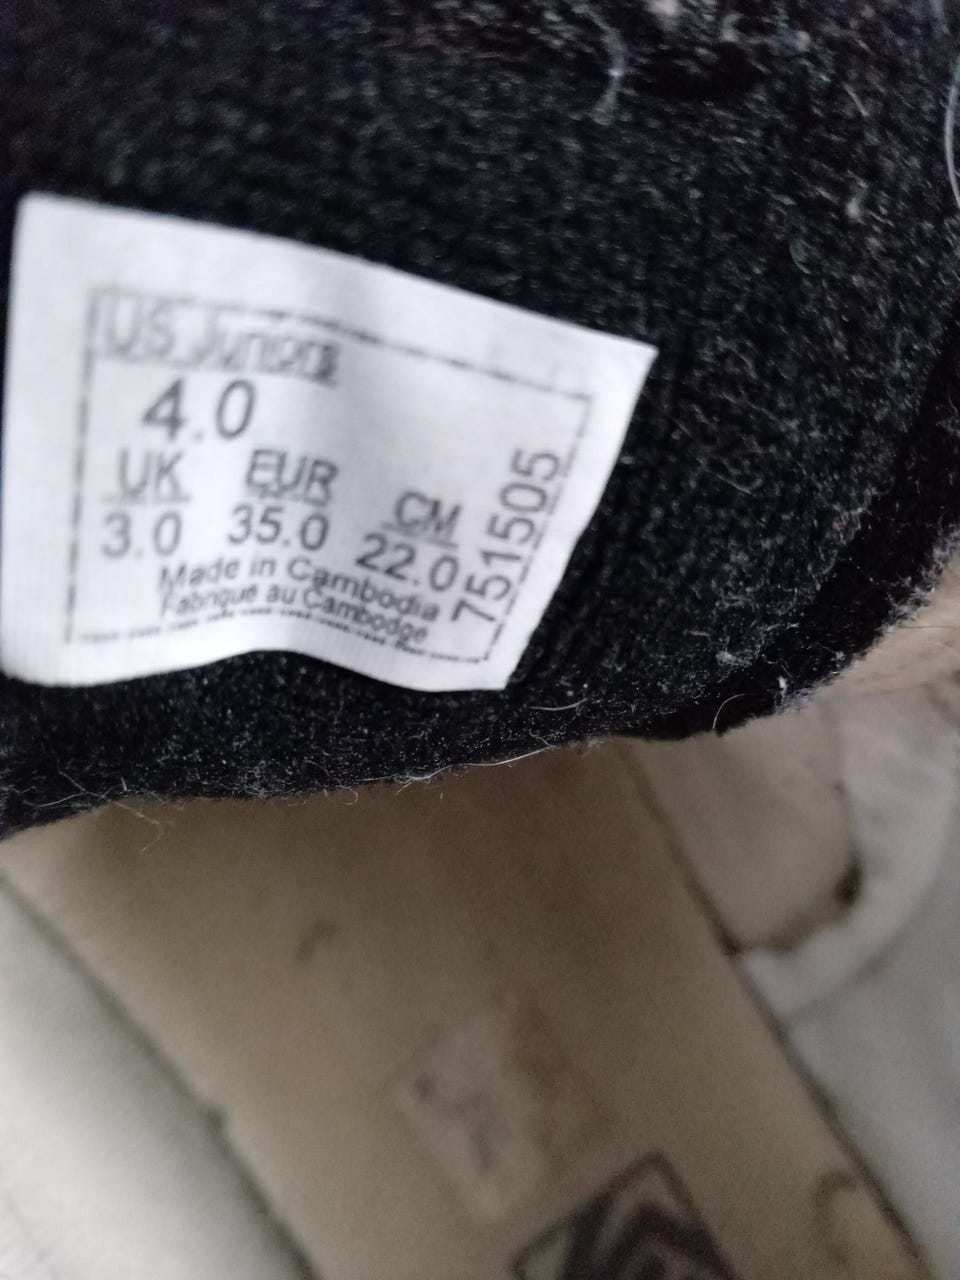 US Juniors
4.0
UK EUR CM
3.0 35.0 22.0
Made in Cambodia
Fabriqué au Cambodge
751505